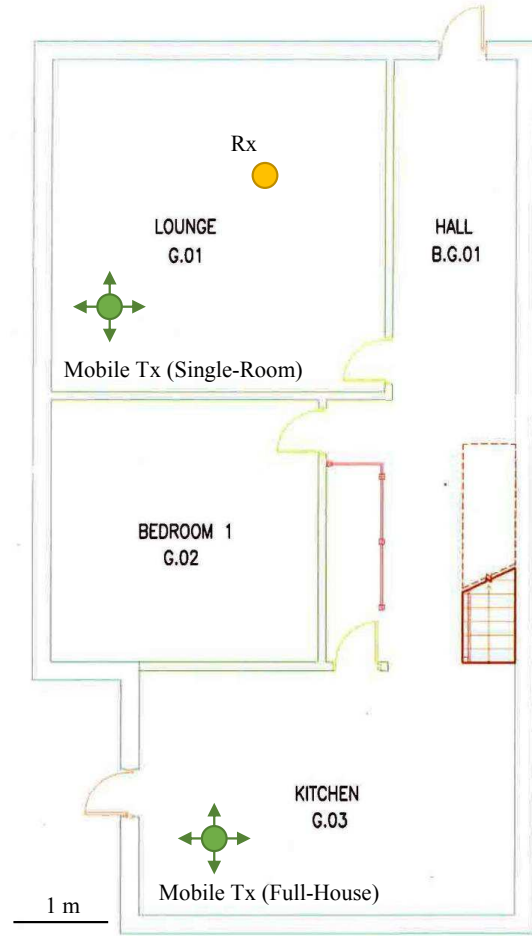 Rx
LOUNGE
G.01
HALL
B.G.01
Mobile Tx (Single-Room)
BEDROOM 1
G.02
KITCHEN
G.03
Mobile Tx (Full-House)
1 m